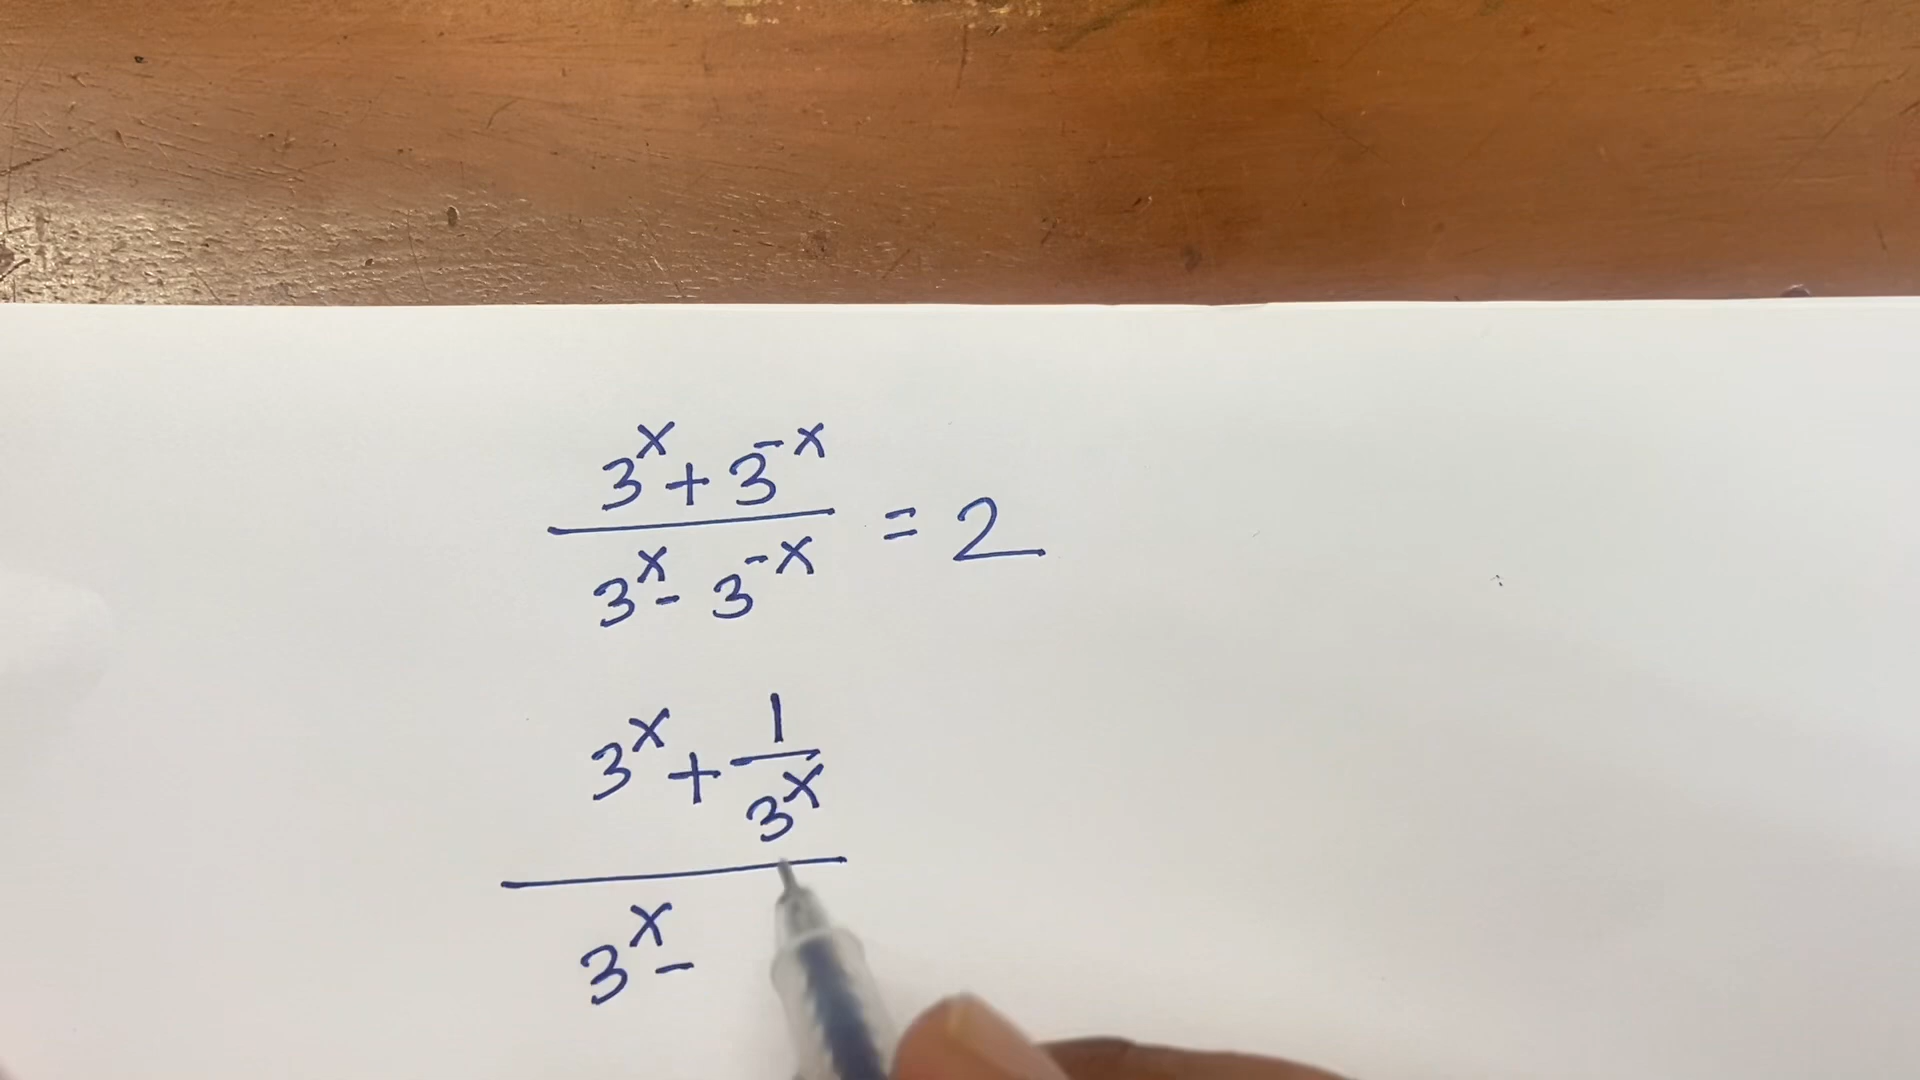 3^x + 3^-x
3^x - 3^-x = 2
3^x + 1
3^x
3^x -